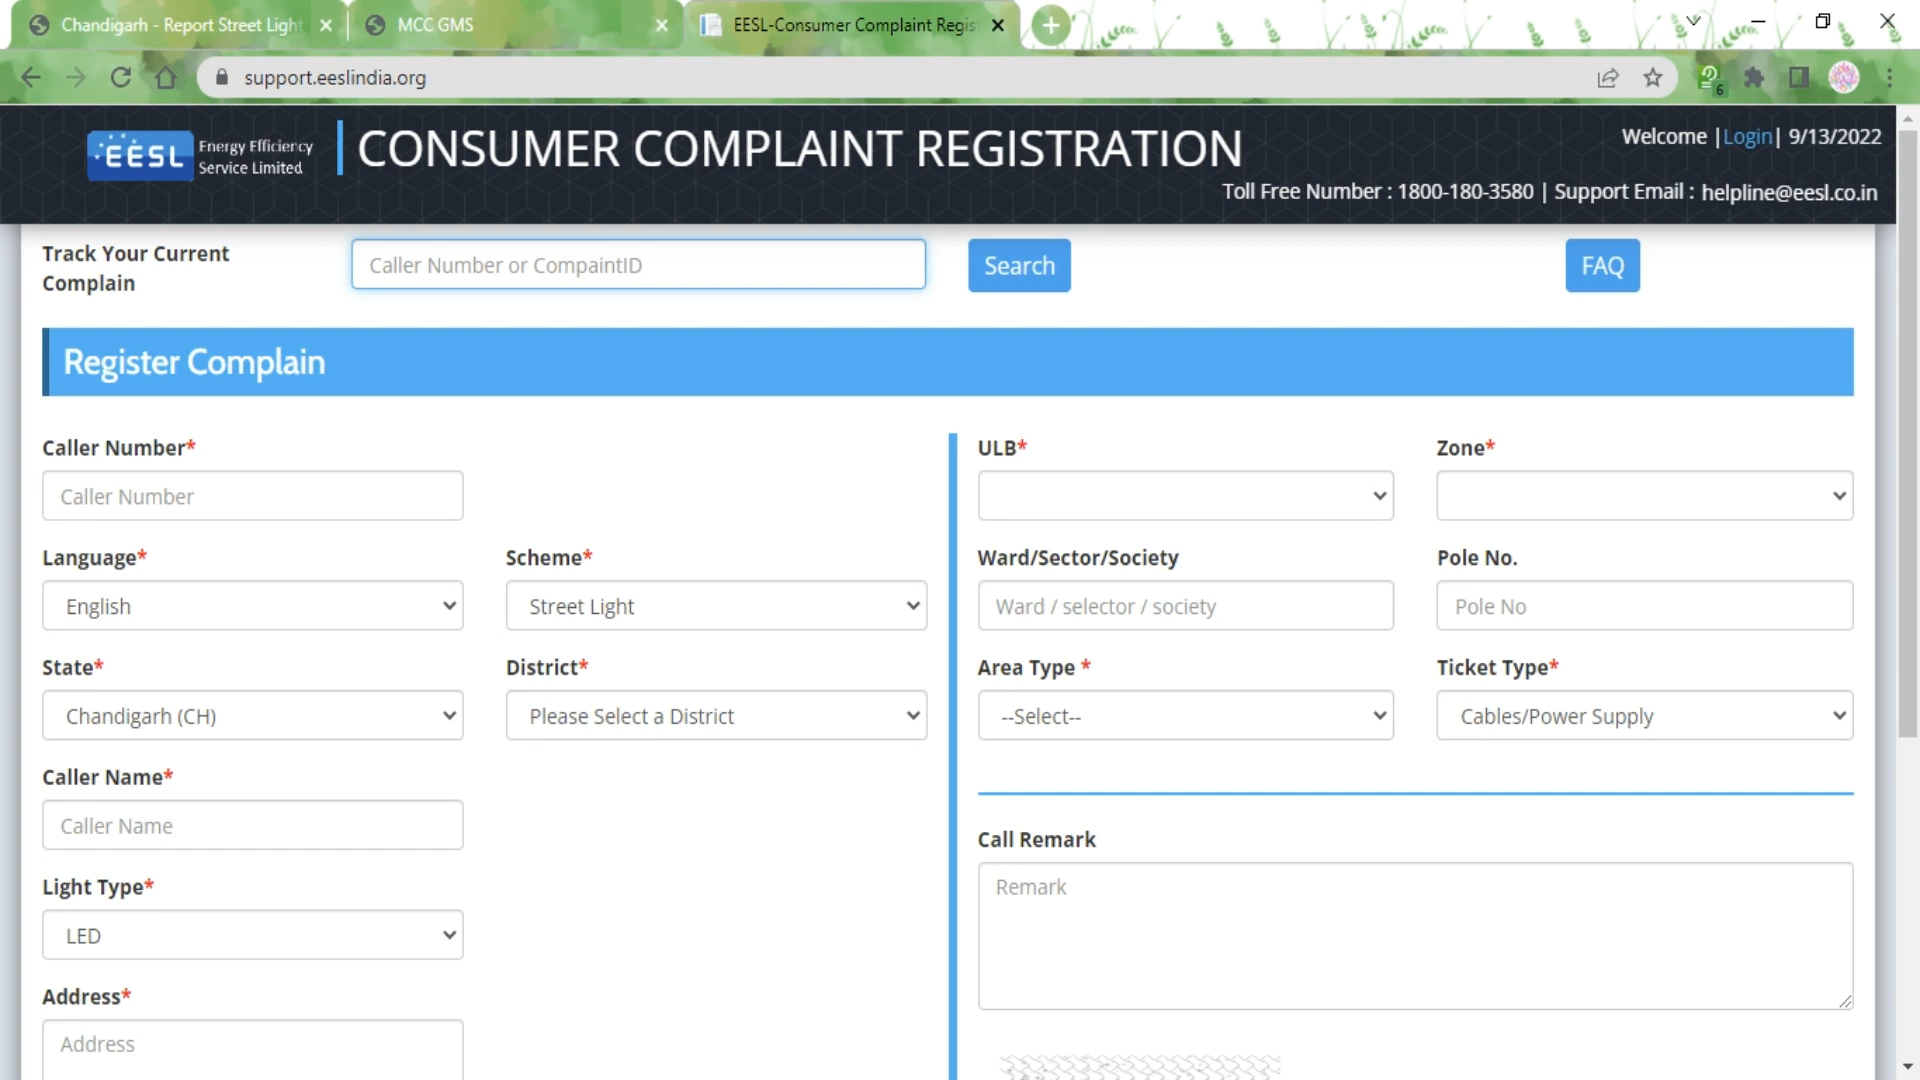 Chandigarh - Report Street Light
MCC GMS
EESL-Consumer Complaint Regis
support.eeslindia.org
6
EESL
Energy Efficiency
Service Limited
CONSUMER COMPLAINT REGISTRATION
Welcome |Login| 9/13/2022
Toll Free Number : 1800-180-3580 | Support Email : helpline@eesl.co.in
Track Your Current
Complain
Caller Number or CompaintID
Search
FAQ
Register Complain
Caller Number*
Caller Number
Language*
English
Scheme*
Street Light
State*
Chandigarh (CH)
District*
Please Select a District
Caller Name*
Caller Name
Light Type*
LED
Address*
Address
ULB*
Zone*
Ward/Sector/Society
Ward / selector / society
Pole No.
Pole No
Area Type *
--Select--
Ticket Type*
Cables/Power Supply
Call Remark
Remark